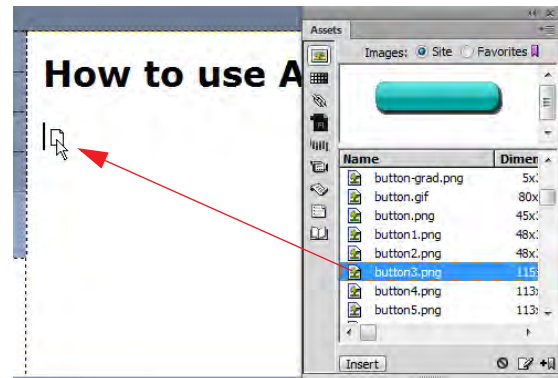 Assets
Images: Site Favorites
How to use A
Name Dimer
button-grad.png 5x
button.gif 80x
button.png 45x
button1.png 48x
button2.png 48x
button3.png 115
button4.png 113
button5.png 113
Insert